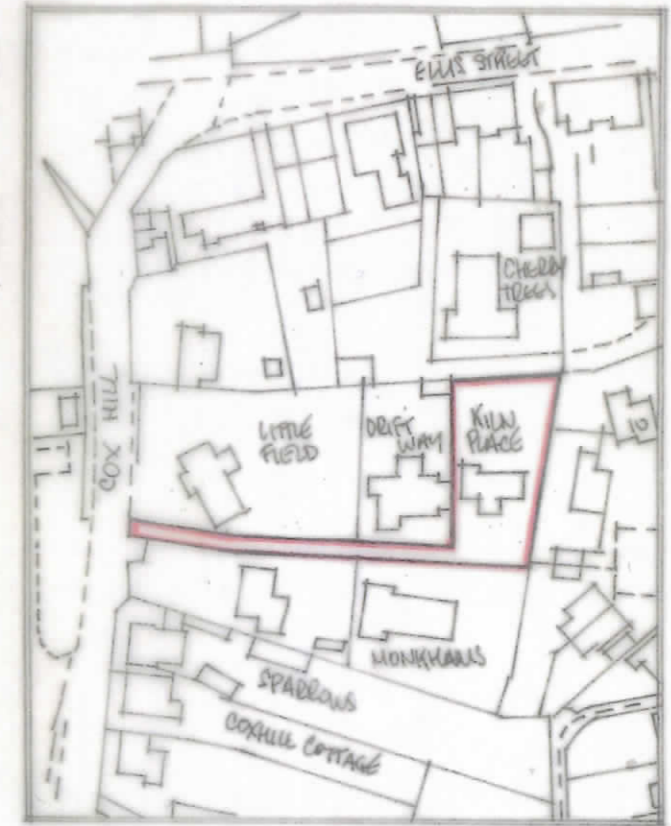 ELLIS STREET
CHERRY
TREES
COX HILL
LITTLE
FIELD
DRIFT
WAY
KILN
PLACE
10
MONKHAMS
SPARROWS
COXHILL COTTAGE